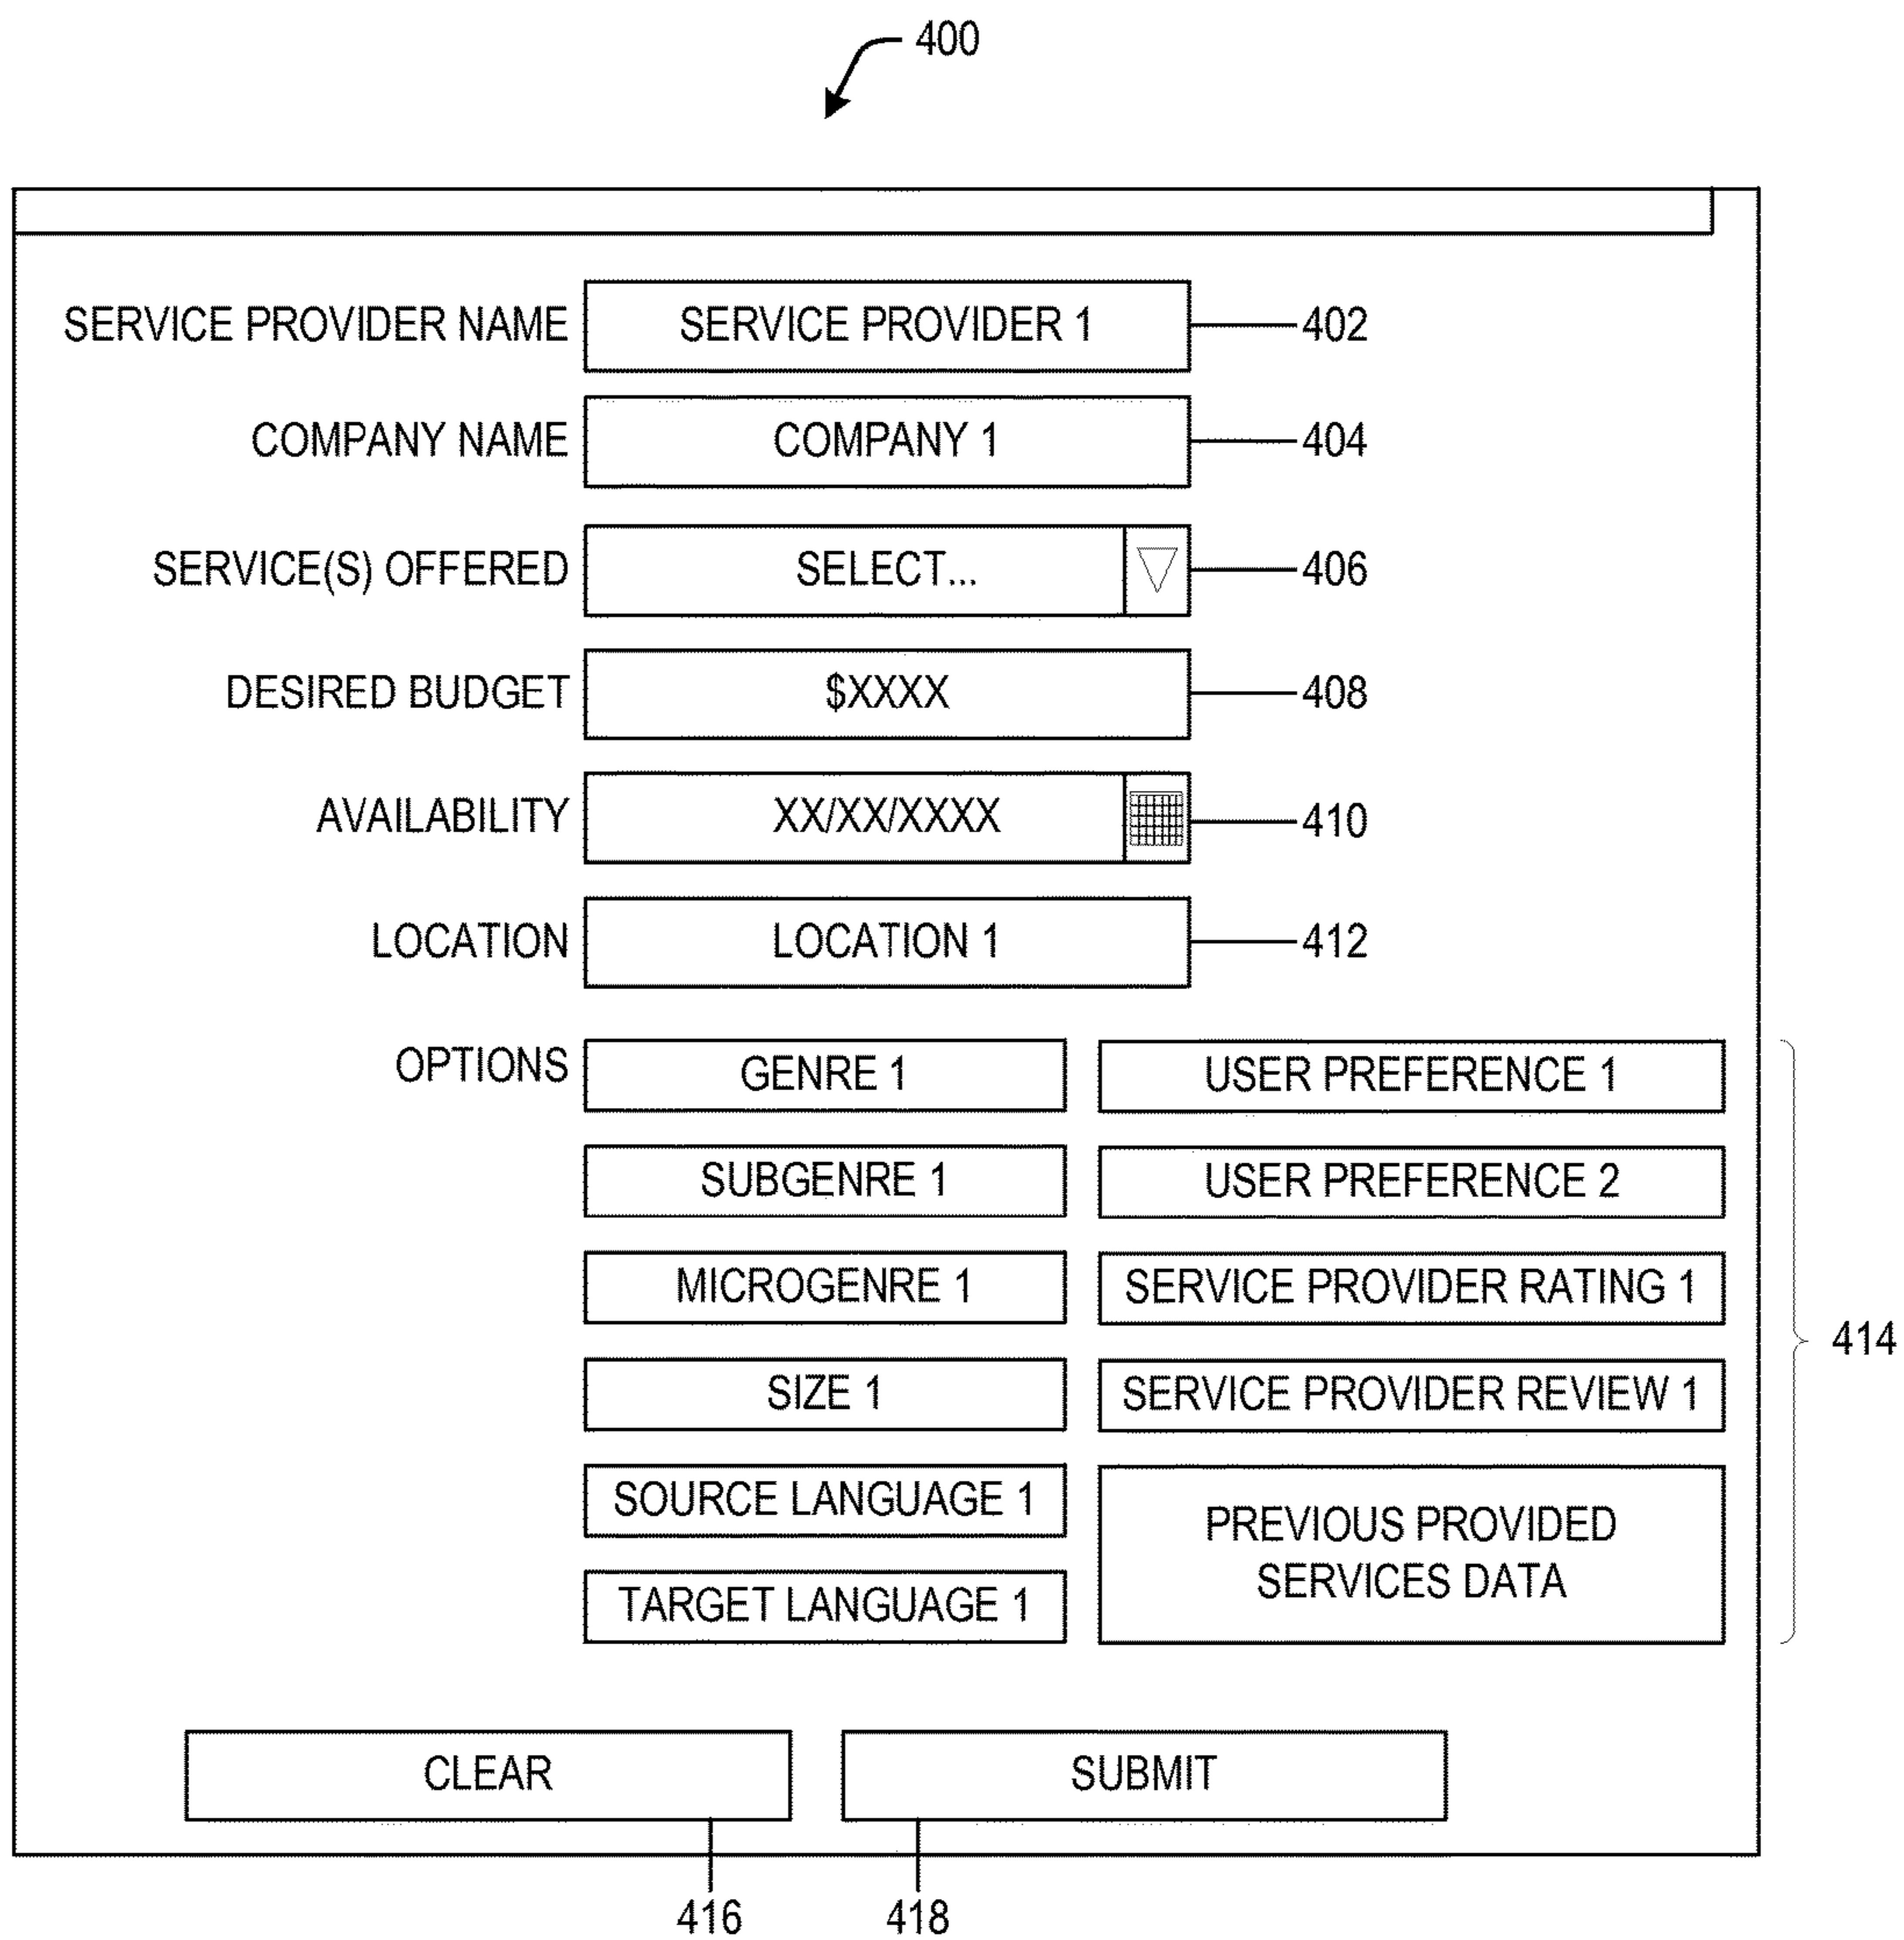 400
SERVICE PROVIDER NAME SERVICE PROVIDER 1 402
COMPANY NAME COMPANY 1 404
SERVICE(S) OFFERED SELECT... 406
DESIRED BUDGET $XXXX 408
AVAILABILITY XX/XX/XXXX 410
LOCATION LOCATION 1 412
OPTIONS GENRE 1 USER PREFERENCE 1
SUBGENRE 1 USER PREFERENCE 2
MICROGENRE 1 SERVICE PROVIDER RATING 1
414
SIZE 1 SERVICE PROVIDER REVIEW 1
SOURCE LANGUAGE 1
PREVIOUS PROVIDED
SERVICES DATA
TARGET LANGUAGE 1
CLEAR SUBMIT
416 418